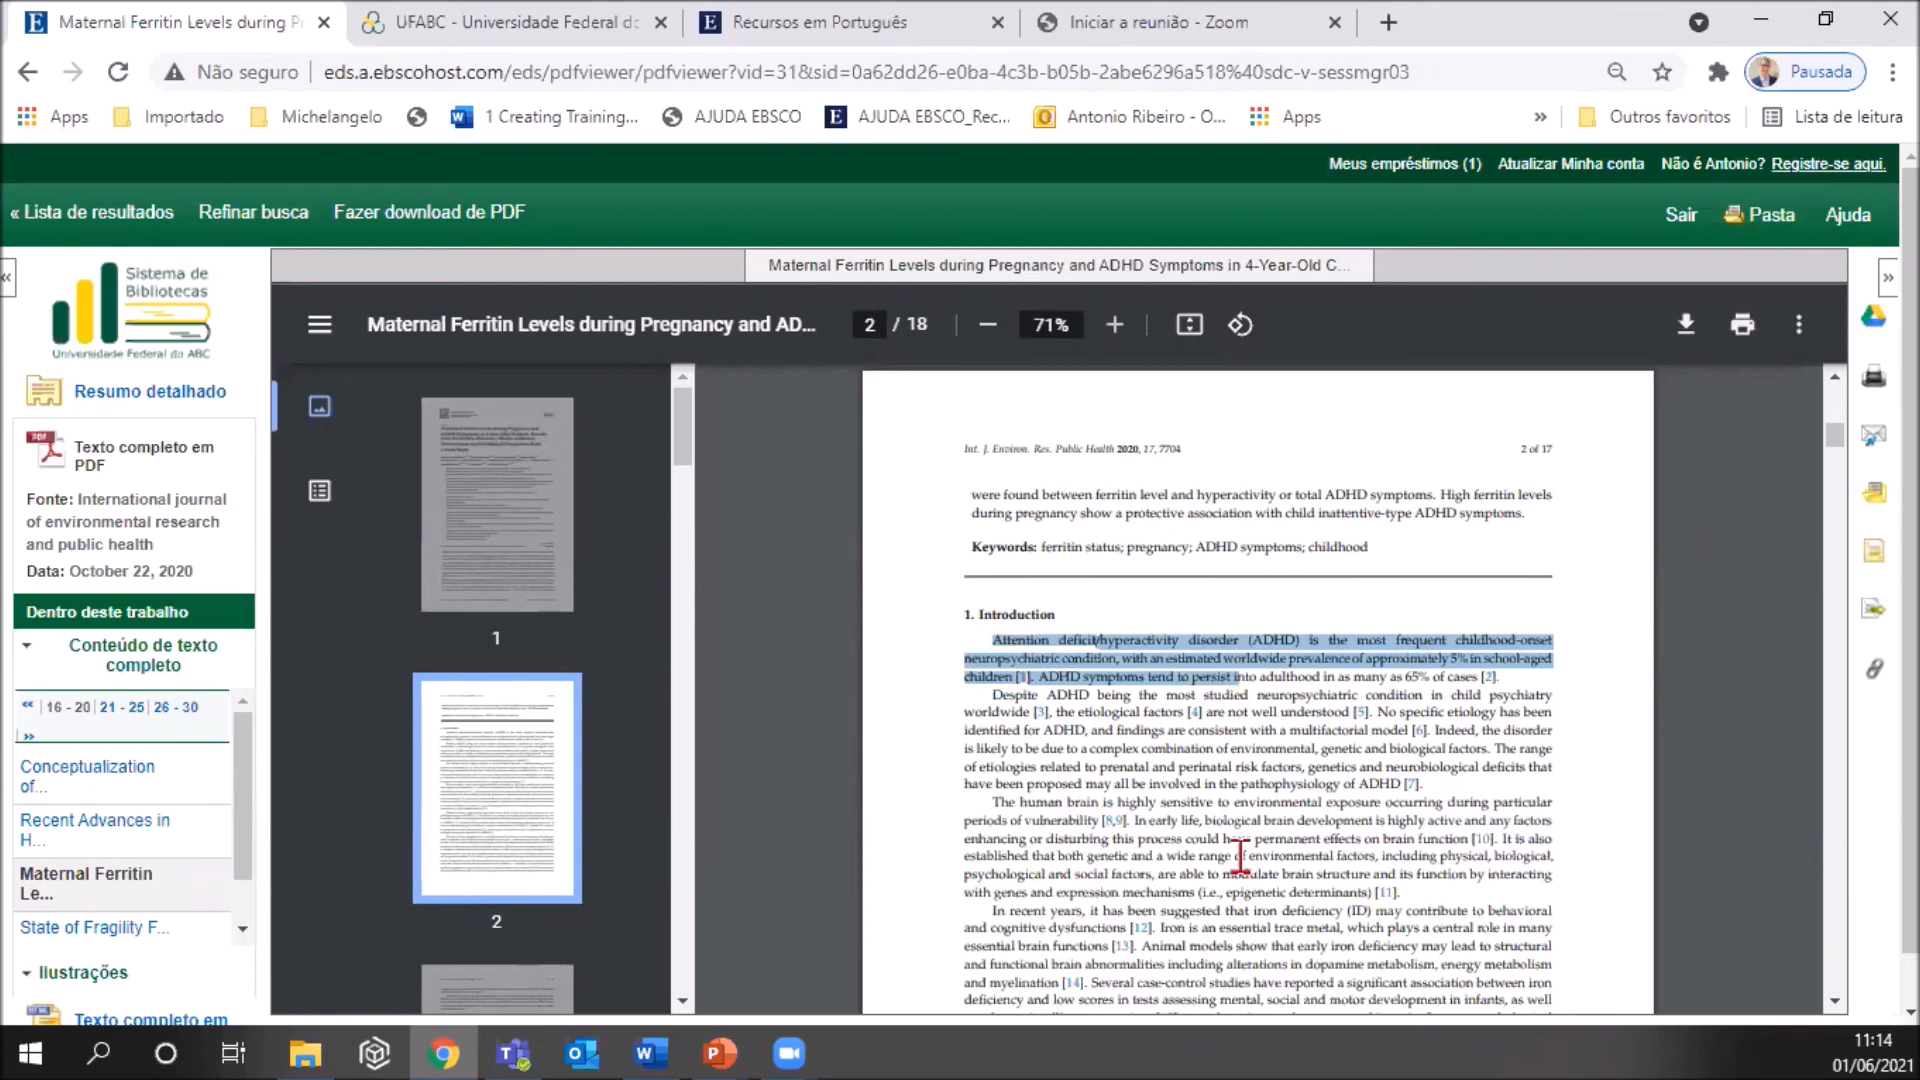 Maternal Ferritin Levels during Pr
UFABC - Universidade Federal do
Recursos em Português
Iniciar a reunião - Zoom
Não seguro
eds.a.ebscohost.com/eds/pdfviewer/pdfviewer?vid=31&sid=0a62dd26-e0ba-4c3b-b05b-2abe6296a518%40sdc-v-sessmgr03
Pausada
Apps
Importado
Michelangelo
1 Creating Training...
AJUDA EBSCO
AJUDA EBSCO_Rec...
Antonio Ribeiro - O...
Apps
»
Outros favoritos
Lista de leitura
Meus empréstimos (1) Atualizar Minha conta Não é Antonio? Registre-se aqui.
« Lista de resultados Refinar busca Fazer download de PDF
Sair Pasta Ajuda
Sistema de
Bibliotecas
Universidade Federal do ABC
Resumo detalhado
Texto completo em
PDF
Fonte: International journal
of environmental research
and public health
Data: October 22, 2020
Dentro deste trabalho
Conteúdo de texto
completo
« | 16 - 20 | 21 - 25 | 26 - 30
»
Conceptualization
of...
Recent Advances in
H...
Maternal Ferritin
Le...
State of Fragility F...
Ilustrações
Texto completo em
Maternal Ferritin Levels during Pregnancy and ADHD Symptoms in 4-Year-Old C...
Maternal Ferritin Levels during Pregnancy and AD...
2 / 18
71%
1
2
Int. J. Environ. Res. Public Health 2020, 17, 7704
2 of 17
were found between ferritin level and hyperactivity or total ADHD symptoms. High ferritin levels
during pregnancy show a protective association with child inattentive-type ADHD symptoms.
Keywords: ferritin status; pregnancy; ADHD symptoms; childhood
1. Introduction
Attention deficit/hyperactivity disorder (ADHD) is the most frequent childhood-onset
neuropsychiatric condition, with an estimated worldwide prevalence of approximately 5% in school-aged
children [1]. ADHD symptoms tend to persist into adulthood in as many as 65% of cases [2].
Despite ADHD being the most studied neuropsychiatric condition in child psychiatry
worldwide [3], the etiological factors [4] are not well understood [5]. No specific etiology has been
identified for ADHD, and findings are consistent with a multifactorial model [6]. Indeed, the disorder
is likely to be due to a complex combination of environmental, genetic and biological factors. The range
of etiologies related to prenatal and perinatal risk factors, genetics and neurobiological deficits that
have been proposed may all be involved in the pathophysiology of ADHD [7].
The human brain is highly sensitive to environmental exposure occurring during particular
periods of vulnerability [8,9]. In early life, biological brain development is highly active and any factors
enhancing or disturbing this process could have permanent effects on brain function [10]. It is also
established that both genetic and a wide range of environmental factors, including physical, biological,
psychological and social factors, are able to modulate brain structure and its function by interacting
with genes and expression mechanisms (i.e., epigenetic determinants) [11].
In recent years, it has been suggested that iron deficiency (ID) may contribute to behavioral
and cognitive dysfunctions [12]. Iron is an essential trace metal, which plays a central role in many
essential brain functions [13]. Animal models show that early iron deficiency may lead to structural
and functional brain abnormalities including alterations in dopamine metabolism, energy metabolism
and myelination [14]. Several case-control studies have reported a significant association between iron
deficiency and low scores in tests assessing mental, social and motor development in infants, as well
11:14
01/06/2021